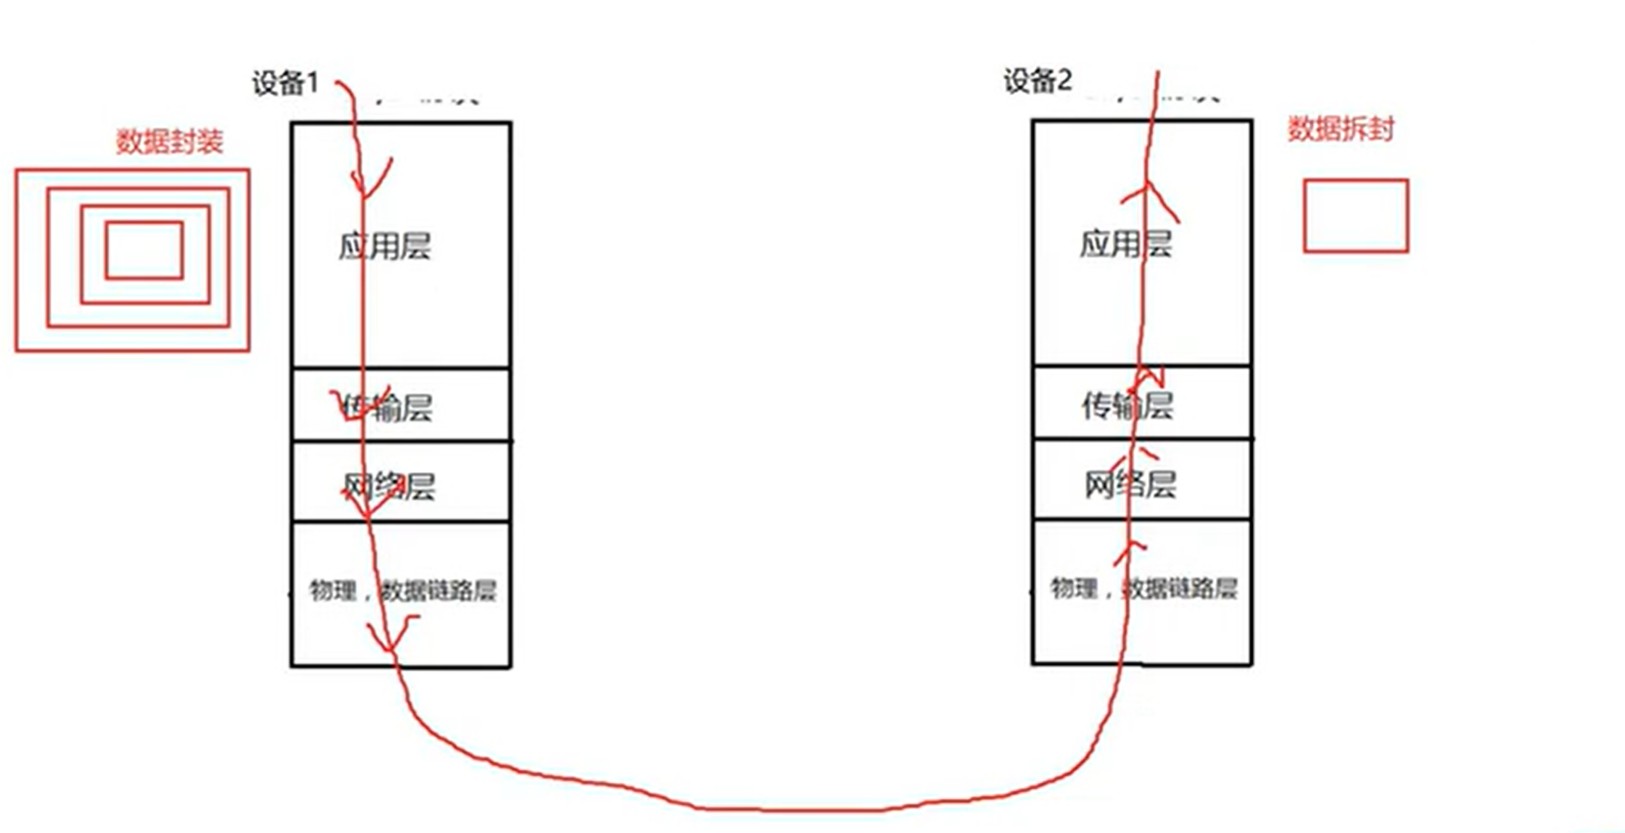 设备1
数据封装
应用层
传输层
网络层
物理，数据链路层
设备2
数据拆封
应用层
传输层
网络层
物理，数据链路层